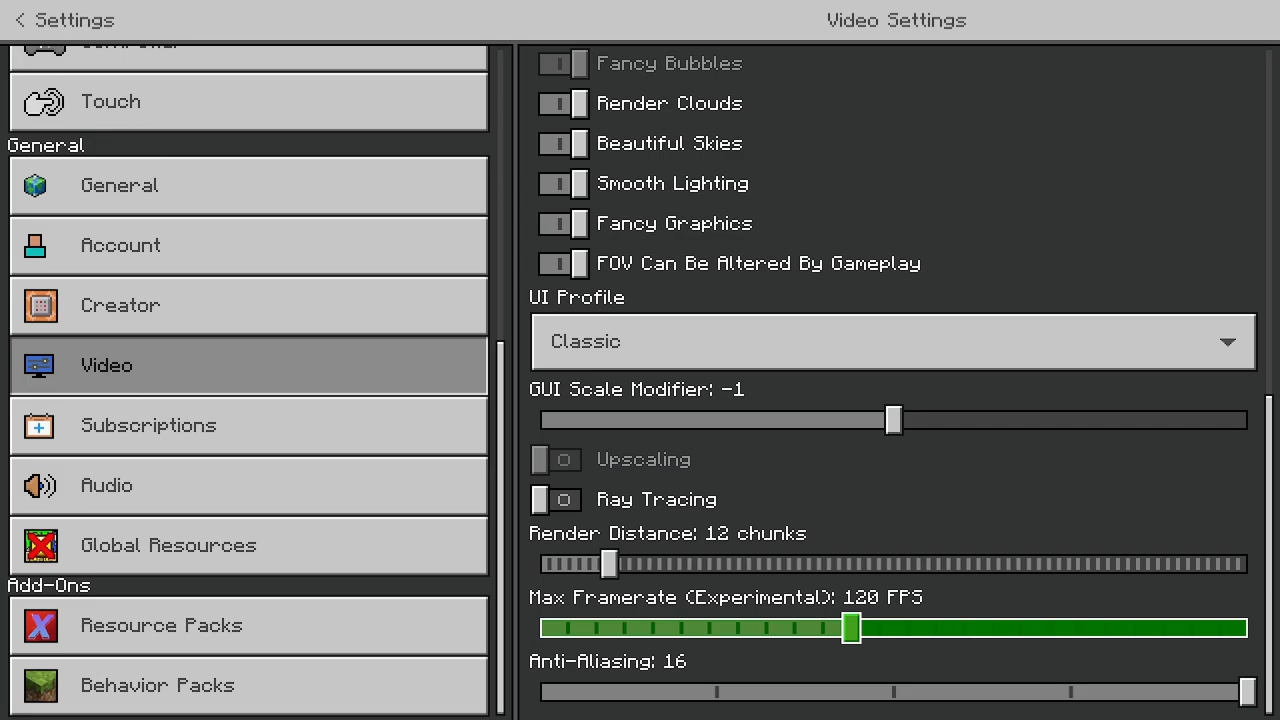 Settings
Video Settings
Touch
General
General
Account
Creator
Video
Subscriptions
Audio
Global Resources
Add-Ons
Resource Packs
Behavior Packs
Fancy Bubbles
Render Clouds
Beautiful Skies
Smooth Lighting
Fancy Graphics
FOV Can Be Altered By Gameplay
UI Profile
Classic
GUI Scale Modifier: -1
Upscaling
Ray Tracing
Render Distance: 12 chunks
Max Framerate (Experimental): 120 FPS
Anti-Aliasing: 16